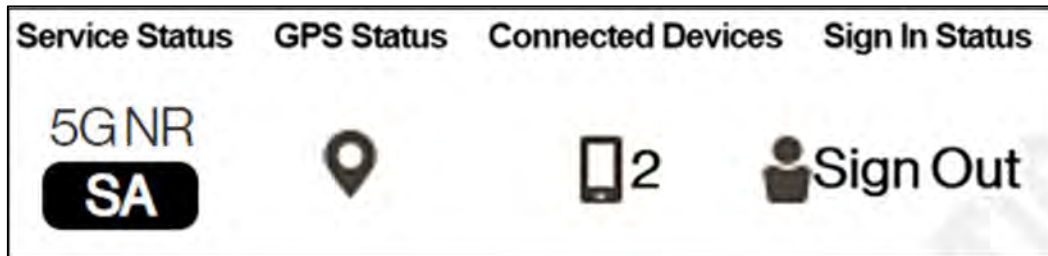 Service Status GPS Status Connected Devices Sign In Status
5G NR
SA
2
Sign Out